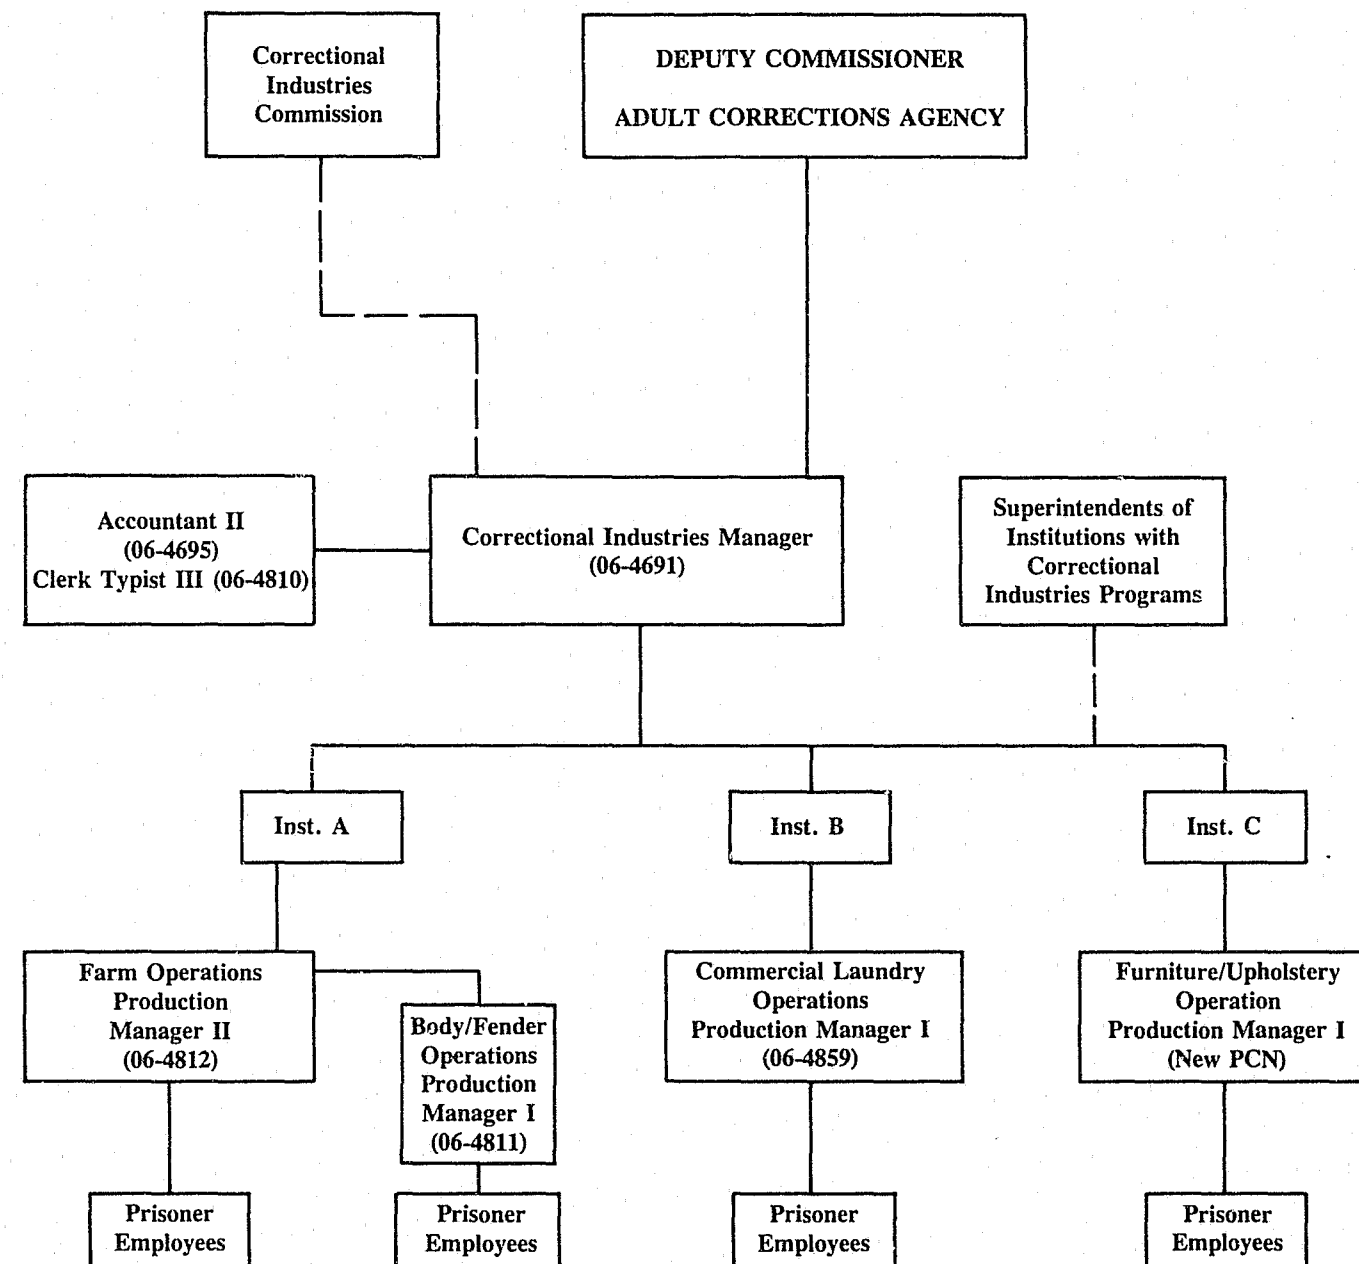 Correctional
Industries
Commission
DEPUTY COMMISSIONER
ADULT CORRECTIONS AGENCY
Accountant II
(06-4695)
Clerk Typist III (06-4810)
Correctional Industries Manager
(06-4691)
Superintendents of
Institutions with
Correctional
Industries Programs
Inst. A
Inst. B
Inst. C
Farm Operations
Production
Manager II
(06-4812)
Body/Fender
Operations
Production
Manager I
(06-4811)
Commercial Laundry
Operations
Production Manager I
(06-4859)
Furniture/Upholstery
Operation
Production Manager I
(New PCN)
Prisoner
Employees
Prisoner
Employees
Prisoner
Employees
Prisoner
Employees